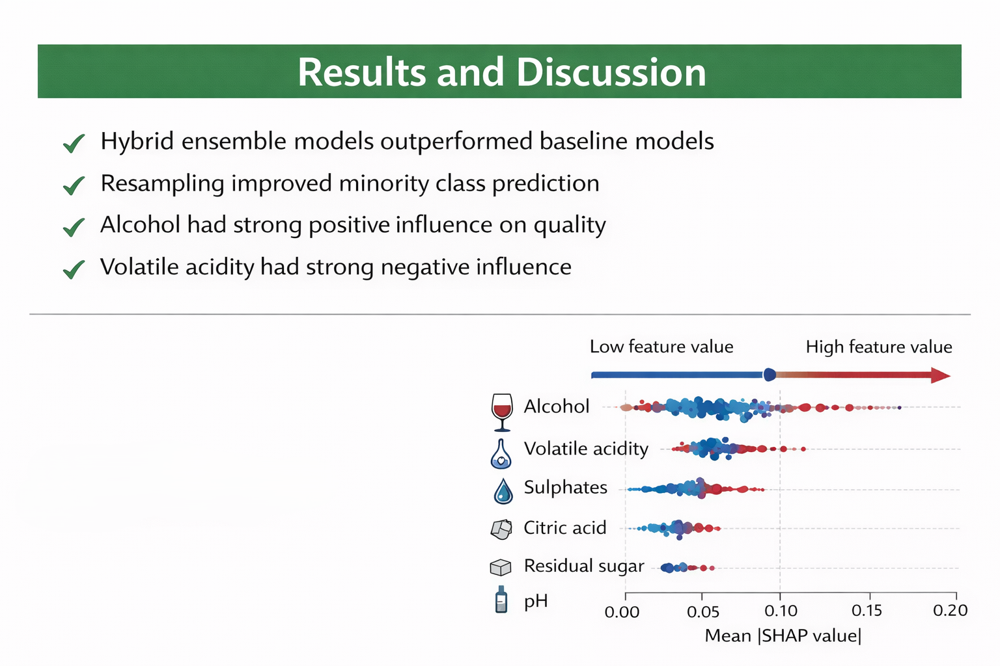 Results and Discussion
Hybrid ensemble models outperformed baseline models
Resampling improved minority class prediction
Alcohol had strong positive influence on quality
Volatile acidity had strong negative influence
Low feature value High feature value
Alcohol
Volatile acidity
Sulphates
Citric acid
Residual sugar
pH
0.00 0.05 0.10 0.15 0.20
Mean |SHAP value|